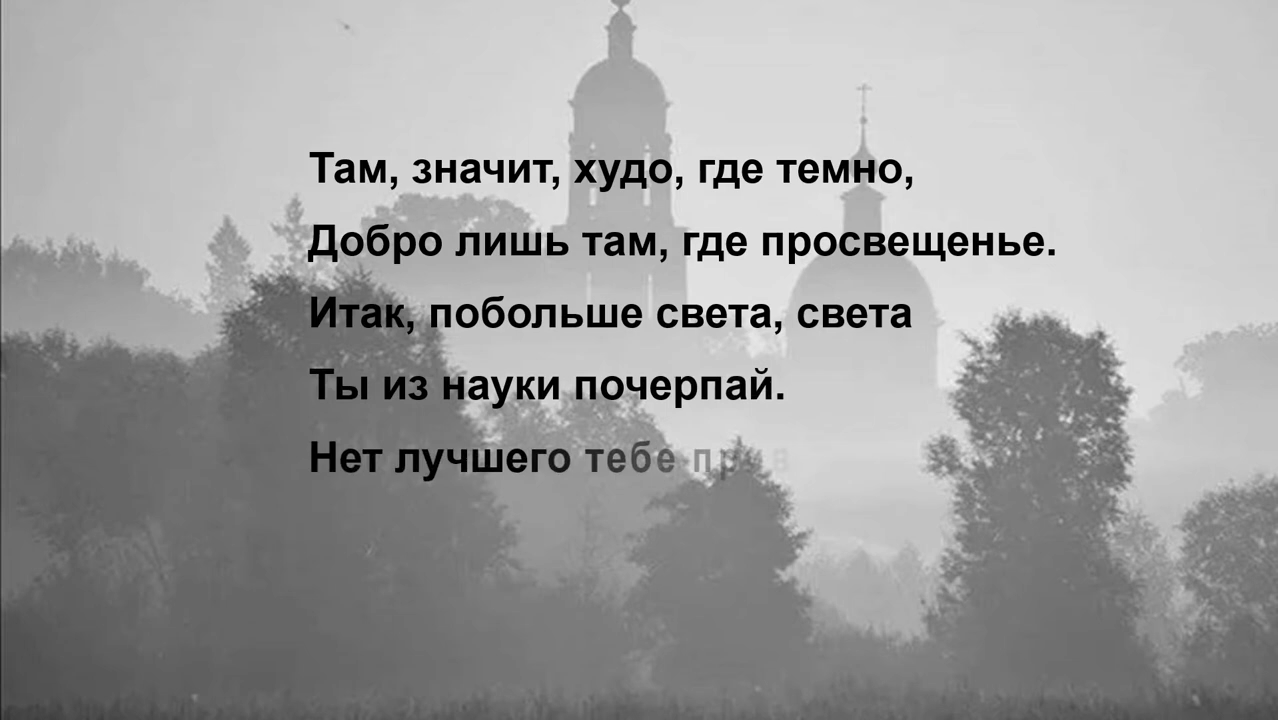 Там, значит, худо, где темно,
Добро лишь там, где просвещенье.
Итак, побольше света, света
Ты из науки почерпай.
Нет лучшего тебе